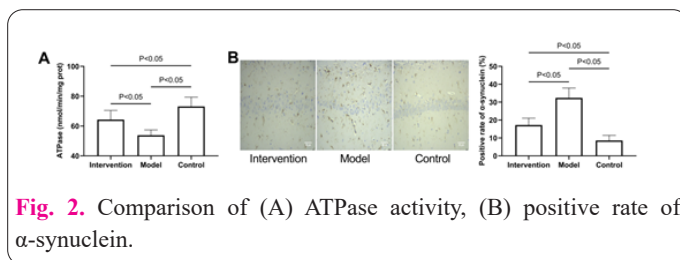 A
B
P<0.05
P<0.05
P<0.05
ATPase (nmol/min/mg prot)
100
80
60
40
Intervention
Model
Control
Intervention
Model
Control
P<0.05
P<0.05
P<0.05
Positive rate of α-synuclein (%)
50
40
30
20
10
0
Intervention
Model
Control
Fig. 2. Comparison of (A) ATPase activity, (B) positive rate of
α-synuclein.